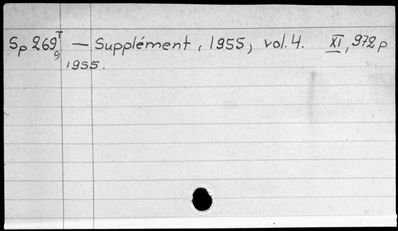 Sp 269 T 9 — Supplément, 1955, vol. 4. XI, 972 p
1955.